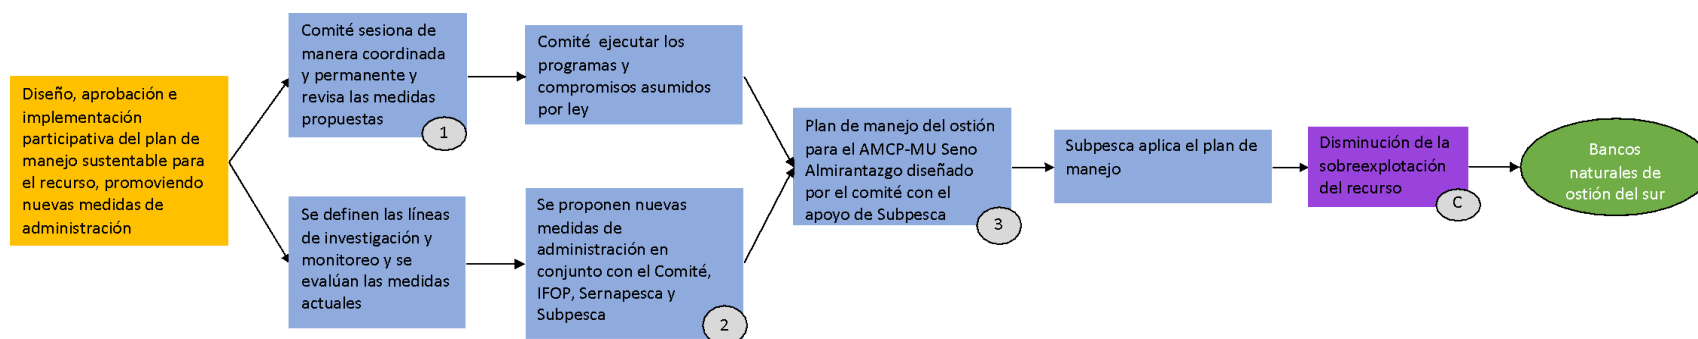 Diseño, aprobación e
implementación
participativa del plan de
manejo sustentable para
el recurso, promoviendo
nuevas medidas de
administración
Comité sesiona de
manera coordinada
y permanente y
revisa las medidas
propuestas
1
Comité  ejecutar los
programas y
compromisos asumidos
por ley
Se definen las líneas
de investigación y
monitoreo y se
evalúan las medidas
actuales
Se proponen nuevas
medidas de
administración en
conjunto con el Comité,
IFOP, Sernapesca y
Subpesca
2
Plan de manejo del ostión
para el AMCP-MU Seno
Almirantazgo diseñado
por el comité con el
apoyo de Subpesca
3
Subpesca aplica el plan de
manejo
Disminución de la
sobreexplotación
del recurso
C
Bancos
naturales de
ostión del sur